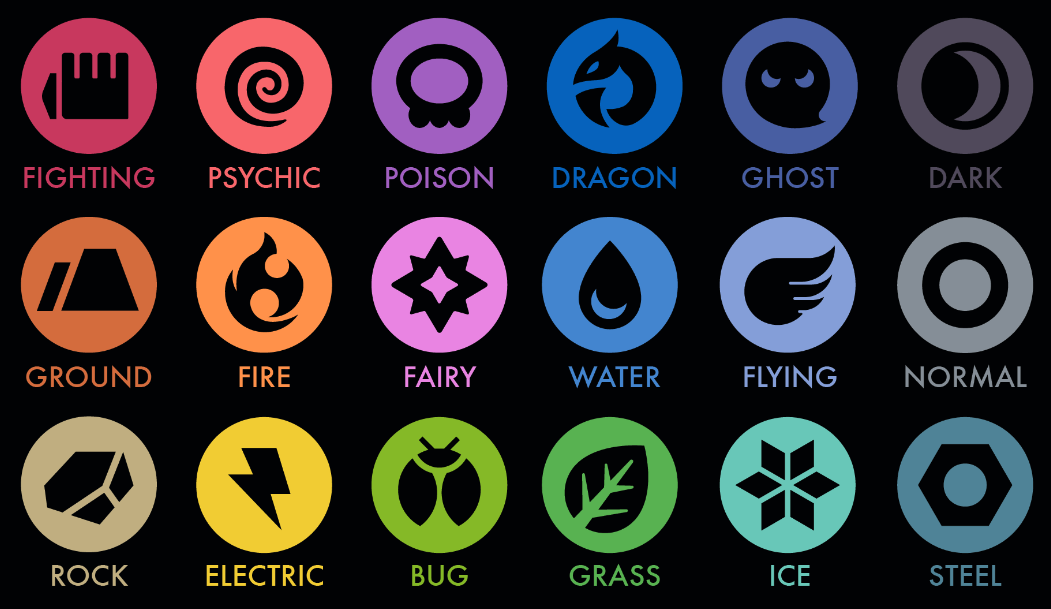 FIGHTING PSYCHIC POISON DRAGON GHOST DARK
GROUND FIRE FAIRY WATER FLYING NORMAL
ROCK ELECTRIC BUG GRASS ICE STEEL